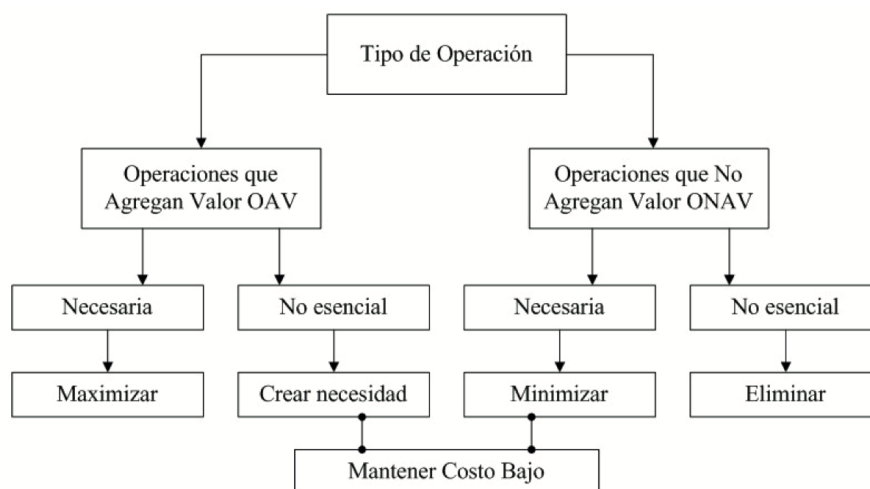 Tipo de Operación
Operaciones que
Agregan Valor OAV
Operaciones que No
Agregan Valor ONAV
Necesaria
No esencial
Necesaria
No esencial
Maximizar
Crear necesidad
Minimizar
Eliminar
Mantener Costo Bajo